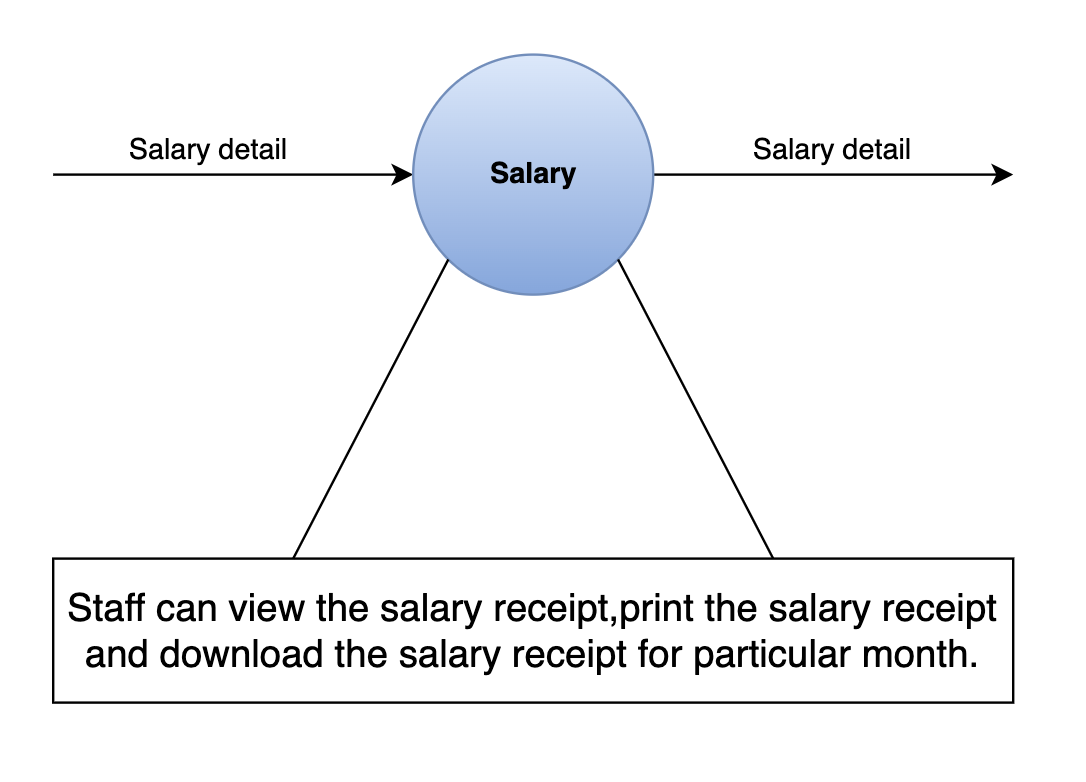 Salary detail
Salary
Salary detail
Staff can view the salary receipt,print the salary receipt
and download the salary receipt for particular month.